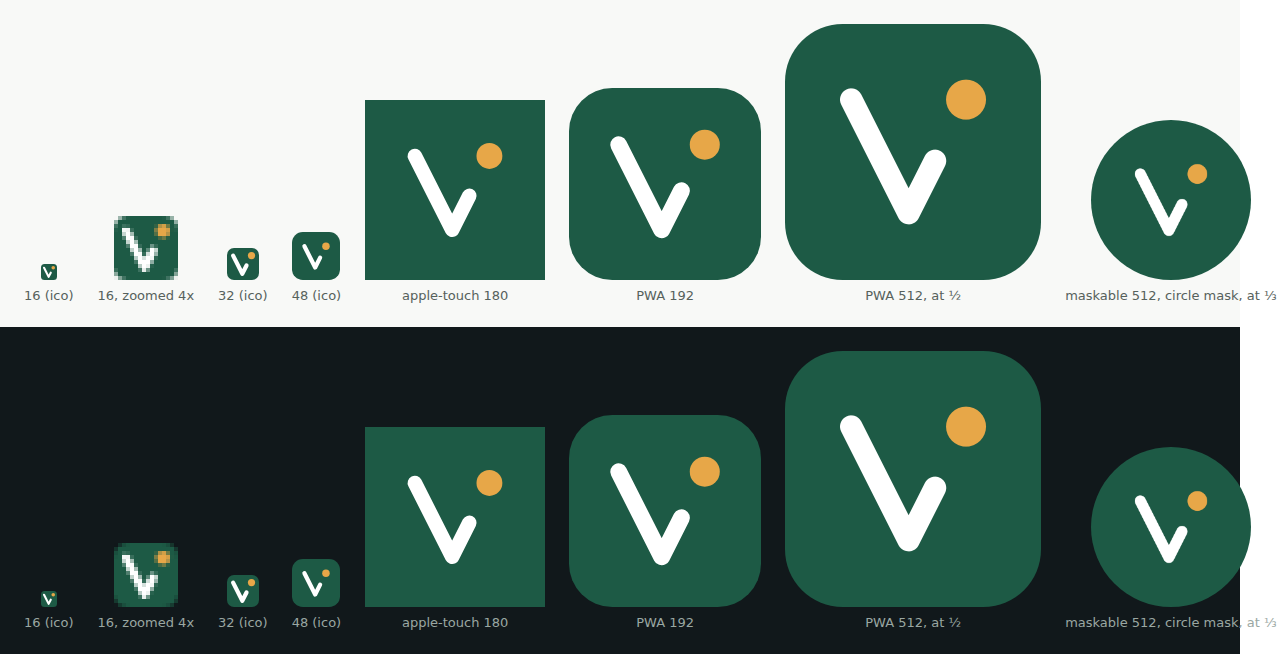 16 (ico) 16, zoomed 4x 32 (ico) 48 (ico) apple-touch 180 PWA 192 PWA 512, at ½ maskable 512, circle mask, at ⅓
16 (ico) 16, zoomed 4x 32 (ico) 48 (ico) apple-touch 180 PWA 192 PWA 512, at ½ maskable 512, circle mask, at ⅓